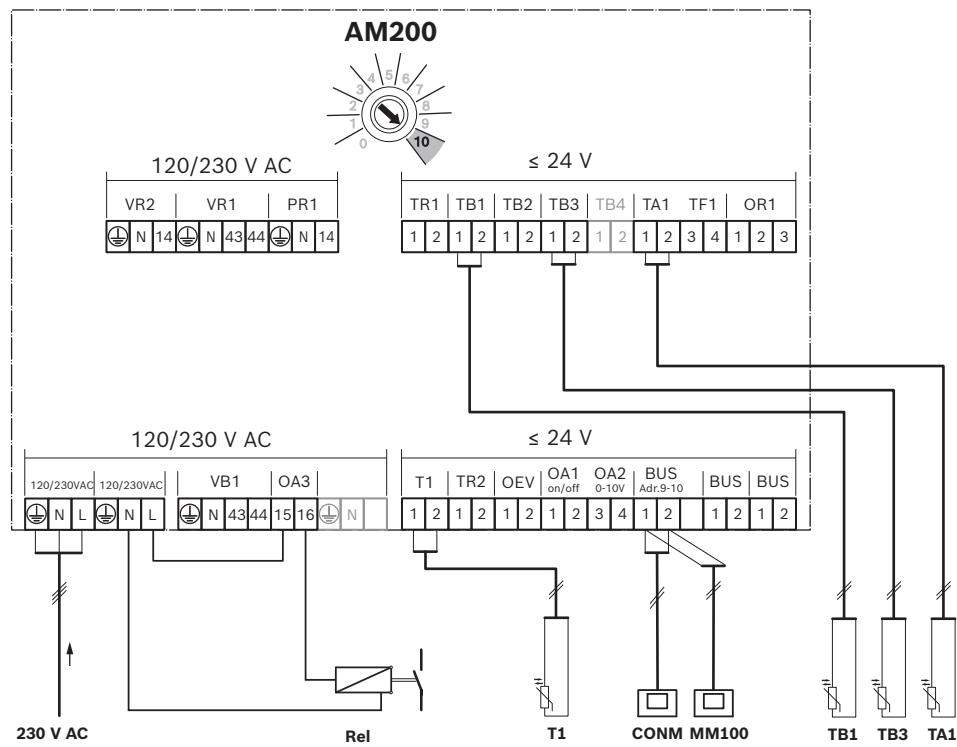 AM200
0 1 2 3 4 5 6 7 8 9 10
120/230 V AC
≤ 24 V
VR2 VR1 PR1
TR1 TB1 TB2 TB3 TB4 TA1 TF1 OR1
N 14 N 43 44 N 14
1 2 1 2 1 2 1 2 1 2 1 2 3 4 1 2 3
120/230 V AC
≤ 24 V
120/230VAC 120/230VAC VB1 OA3
T1 TR2 OEV OA1 OA2 BUS BUS BUS
on/off 0-10V Adr.9-10
N L N L N 43 44 15 16 N
1 2 1 2 1 2 1 2 3 4 1 2 1 2 1 2
230 V AC Rel T1 CONM MM100 TB1 TB3 TA1